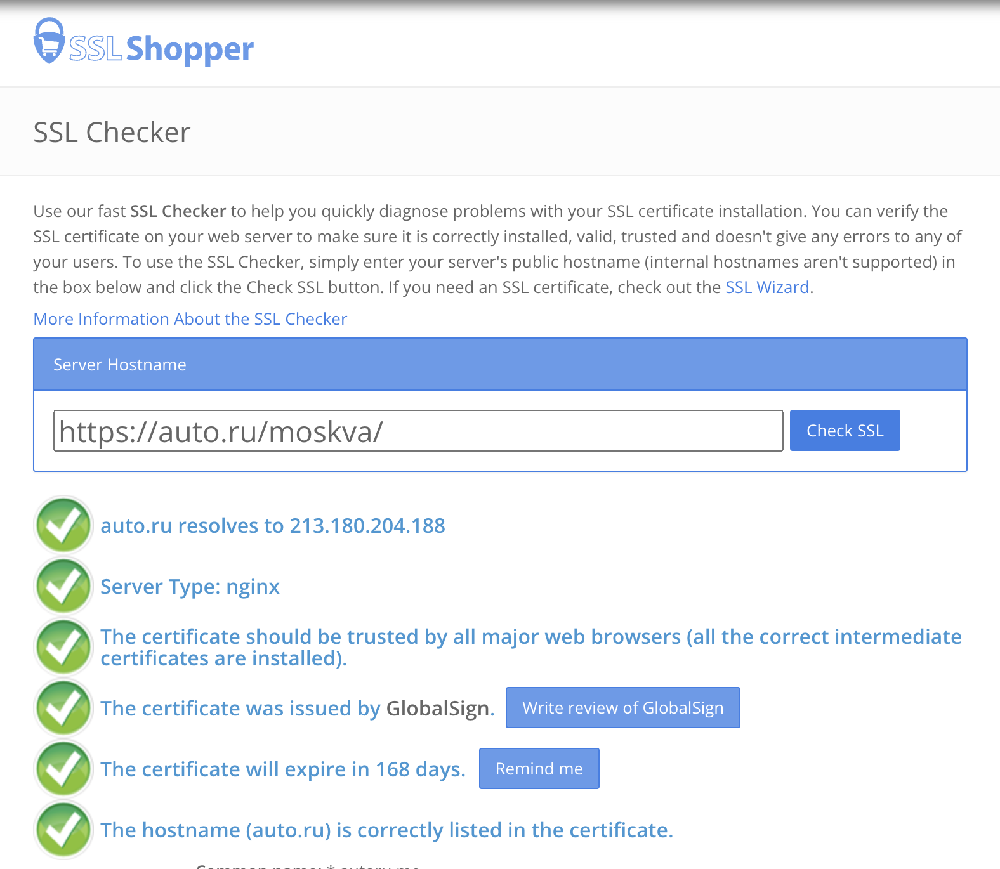 SSLShopper
SSL Checker
Use our fast SSL Checker to help you quickly diagnose problems with your SSL certificate installation. You can verify the
SSL certificate on your web server to make sure it is correctly installed, valid, trusted and doesn't give any errors to any of
your users. To use the SSL Checker, simply enter your server's public hostname (internal hostnames aren't supported) in
the box below and click the Check SSL button. If you need an SSL certificate, check out the SSL Wizard.
More Information About the SSL Checker
Server Hostname
https://auto.ru/moskva/
Check SSL
auto.ru resolves to 213.180.204.188
Server Type: nginx
The certificate should be trusted by all major web browsers (all the correct intermediate
certificates are installed).
The certificate was issued by GlobalSign.
Write review of GlobalSign
The certificate will expire in 168 days.
Remind me
The hostname (auto.ru) is correctly listed in the certificate.
Common name: *